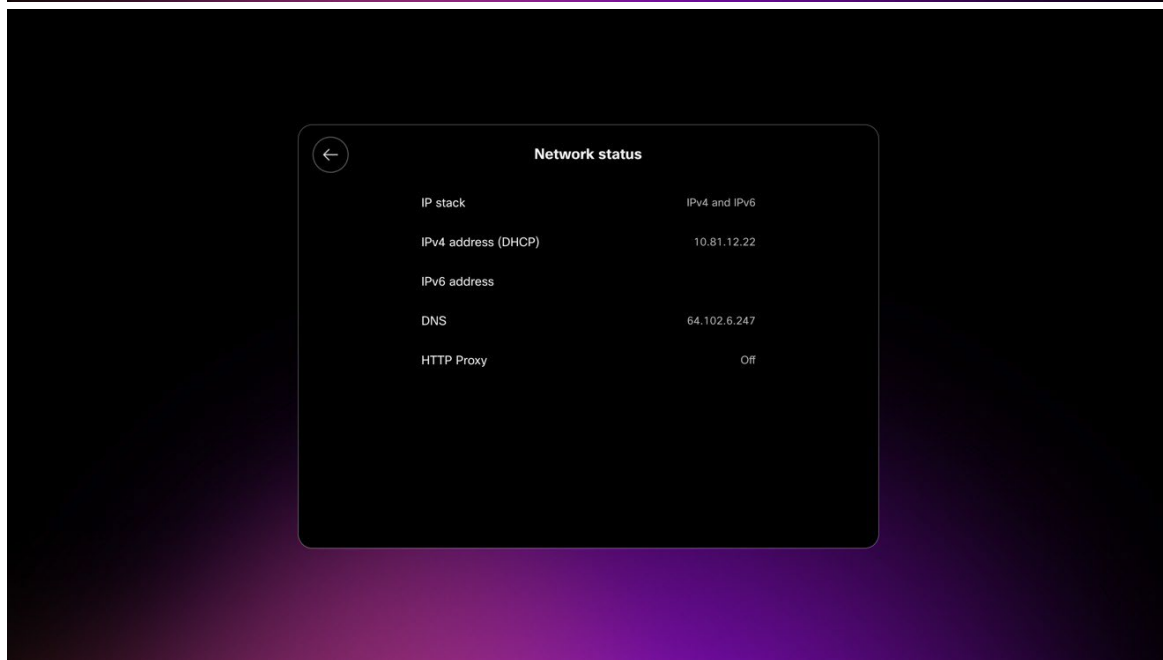 Network status
IP stack IPv4 and IPv6
IPv4 address (DHCP) 10.81.12.22
IPv6 address
DNS 64.102.6.247
HTTP Proxy Off